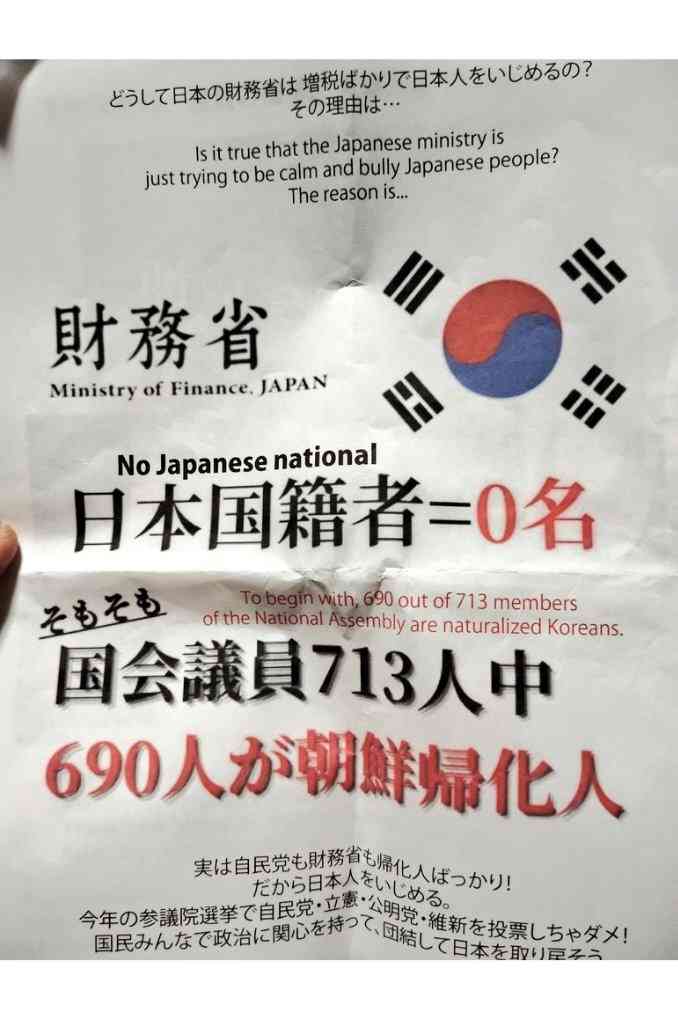 どうして日本の財務省は 増税ばかりで日本人をいじめるの？
その理由は…
Is it true that the Japanese ministry is
just trying to be calm and bully Japanese people?
The reason is...
財務省
Ministry of Finance, JAPAN
No Japanese national
日本国籍者=0名
そもそも
To begin with, 690 out of 713 members
of the National Assembly are naturalized Koreans.
国会議員713人中
690人が朝鮮帰化人
実は自民党も財務省も帰化人ばっかり！
だから日本人をいじめる。
今年の参議院選挙で自民党・立憲・公明党・維新を投票しちゃダメ！
国民みんなで政治に関心を持って、団結して日本を取り戻そう